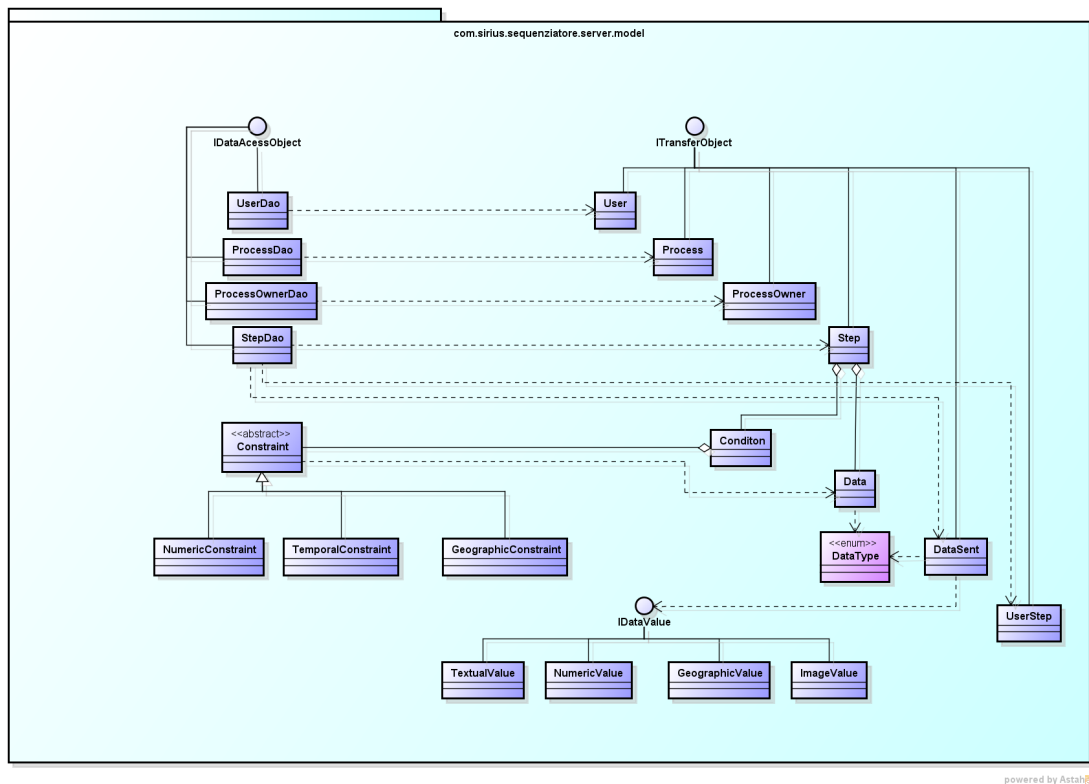 com.sirius.sequenziatore.server.model
IDataAcessObject
ITransferObject
UserDao
User
ProcessDao
Process
ProcessOwnerDao
ProcessOwner
StepDao
Step
<<abstract>>
Constraint
Conditon
Data
NumericConstraint
TemporalConstraint
GeographicConstraint
<<enum>>
DataType
DataSent
UserStep
IDataValue
TextualValue
NumericValue
GeographicValue
ImageValue
powered by Astah